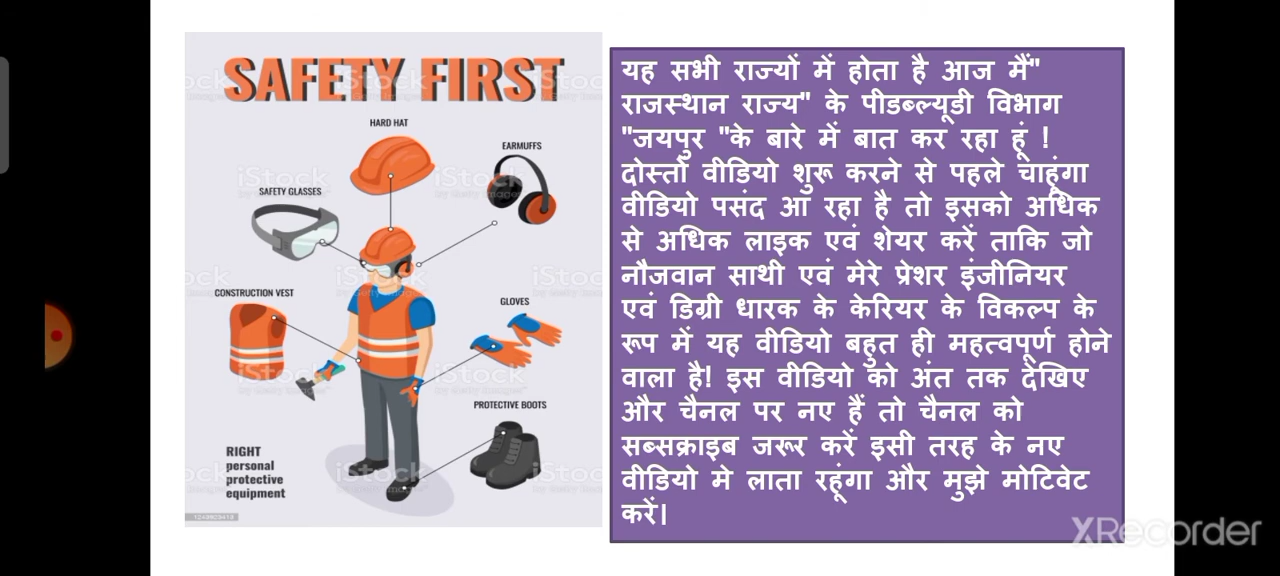 SAFETY FIRST
HARD HAT
EARMUFFS
SAFETY GLASSES
CONSTRUCTION VEST
GLOVES
PROTECTIVE BOOTS
RIGHT
personal
protective
equipment
iStock
यह सभी राज्यों में होता है आज मैं"
राजस्थान राज्य" के पीडब्ल्यूडी विभाग
"जयपुर "के बारे में बात कर रहा हूं !
दोस्तों वीडियो शुरू करने से पहले चाहूंगा
वीडियो पसंद आ रहा है तो इसको अधिक
से अधिक लाइक एवं शेयर करें ताकि जो
नौजवान साथी एवं मेरे प्रेशर इंजीनियर
एवं डिग्री धारक के केरियर के विकल्प के
रूप में यह वीडियो बहुत ही महत्वपूर्ण होने
वाला है! इस वीडियो को अंत तक देखिए
और चैनल पर नए हैं तो चैनल को
सब्सक्राइब जरूर करें इसी तरह के नए
वीडियो मे लाता रहूंगा और मुझे मोटिवेट
करें।
XRecorder